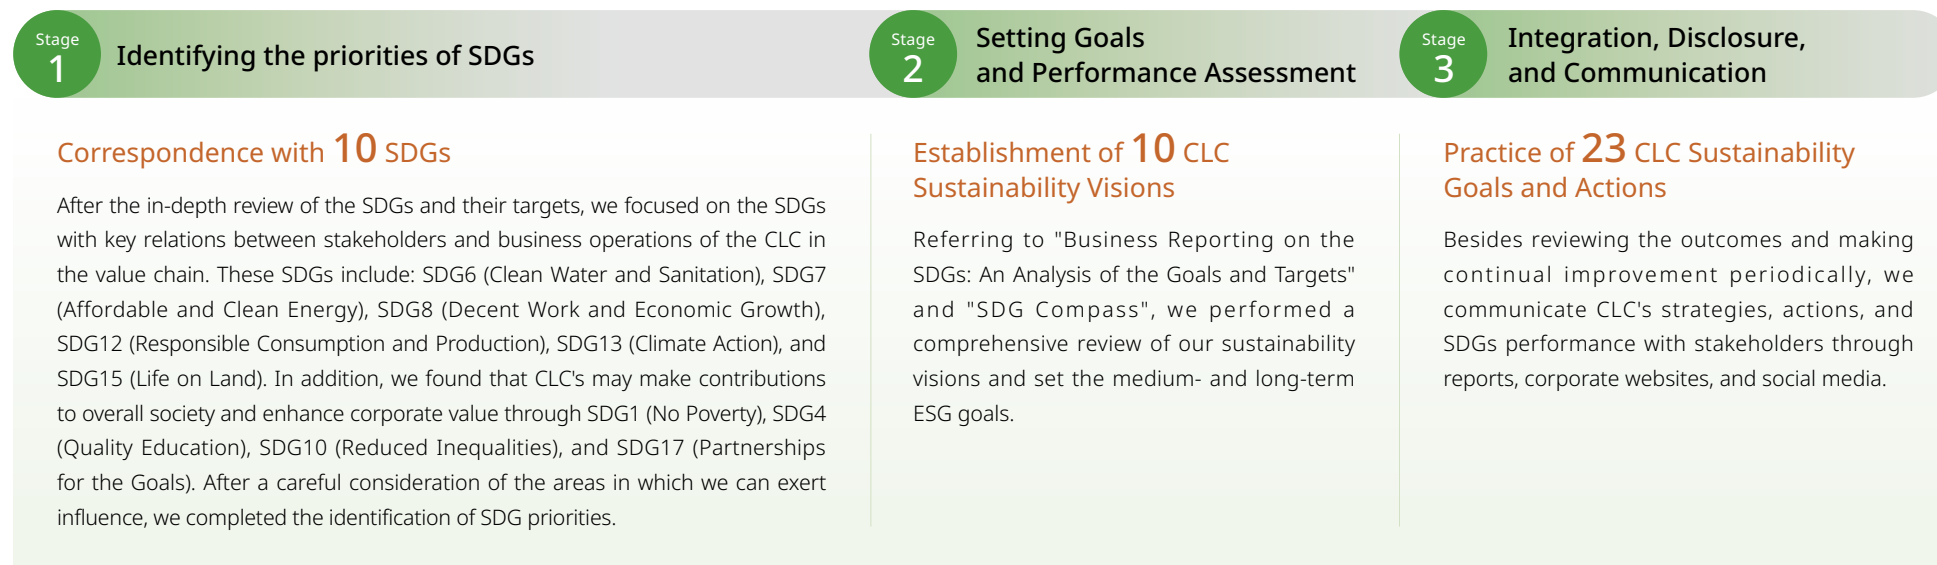 Stage
1
Identifying the priorities of SDGs
Correspondence with 10 SDGs
After the in-depth review of the SDGs and their targets, we focused on the SDGs
with key relations between stakeholders and business operations of the CLC in
the value chain. These SDGs include: SDG6 (Clean Water and Sanitation), SDG7
(Affordable and Clean Energy), SDG8 (Decent Work and Economic Growth),
SDG12 (Responsible Consumption and Production), SDG13 (Climate Action), and
SDG15 (Life on Land). In addition, we found that CLC's may make contributions
to overall society and enhance corporate value through SDG1 (No Poverty), SDG4
(Quality Education), SDG10 (Reduced Inequalities), and SDG17 (Partnerships
for the Goals). After a careful consideration of the areas in which we can exert
influence, we completed the identification of SDG priorities.
Stage
2
Setting Goals
and Performance Assessment
Establishment of 10 CLC
Sustainability Visions
Referring to "Business Reporting on the
SDGs: An Analysis of the Goals and Targets"
and "SDG Compass", we performed a
comprehensive review of our sustainability
visions and set the medium- and long-term
ESG goals.
Stage
3
Integration, Disclosure,
and Communication
Practice of 23 CLC Sustainability
Goals and Actions
Besides reviewing the outcomes and making
continual improvement periodically, we
communicate CLC's strategies, actions, and
SDGs performance with stakeholders through
reports, corporate websites, and social media.